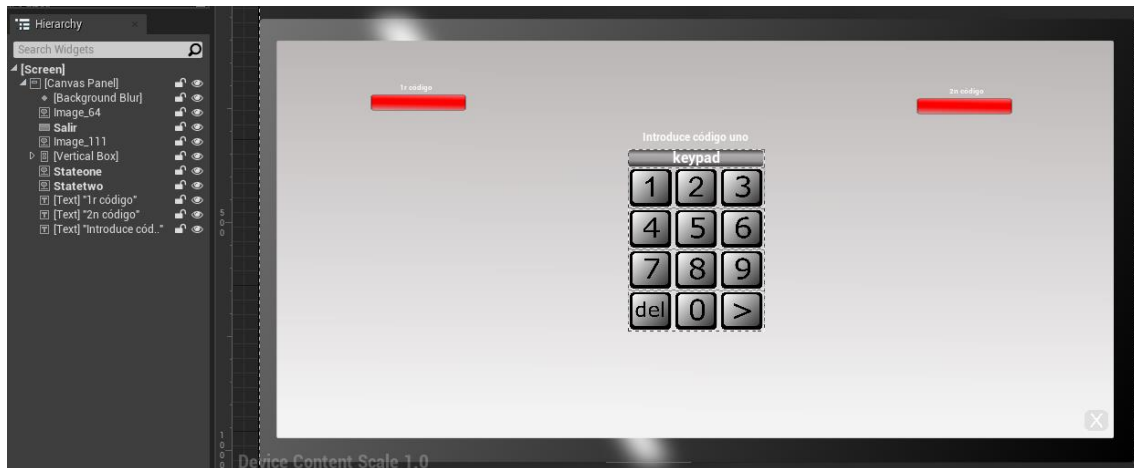 Hierarchy
Search Widgets
[Screen]
[Canvas Panel]
[Background Blur]
Image_64
Salir
Image_111
[Vertical Box]
Stateone
Statetwo
[Text] "1r código"
[Text] "2n código"
[Text] "Introduce cód.."
1r código
2n código
Introduce código uno
keypad
1 2 3
4 5 6
7 8 9
del 0 >
X
500
1000
Device Content Scale 1.0